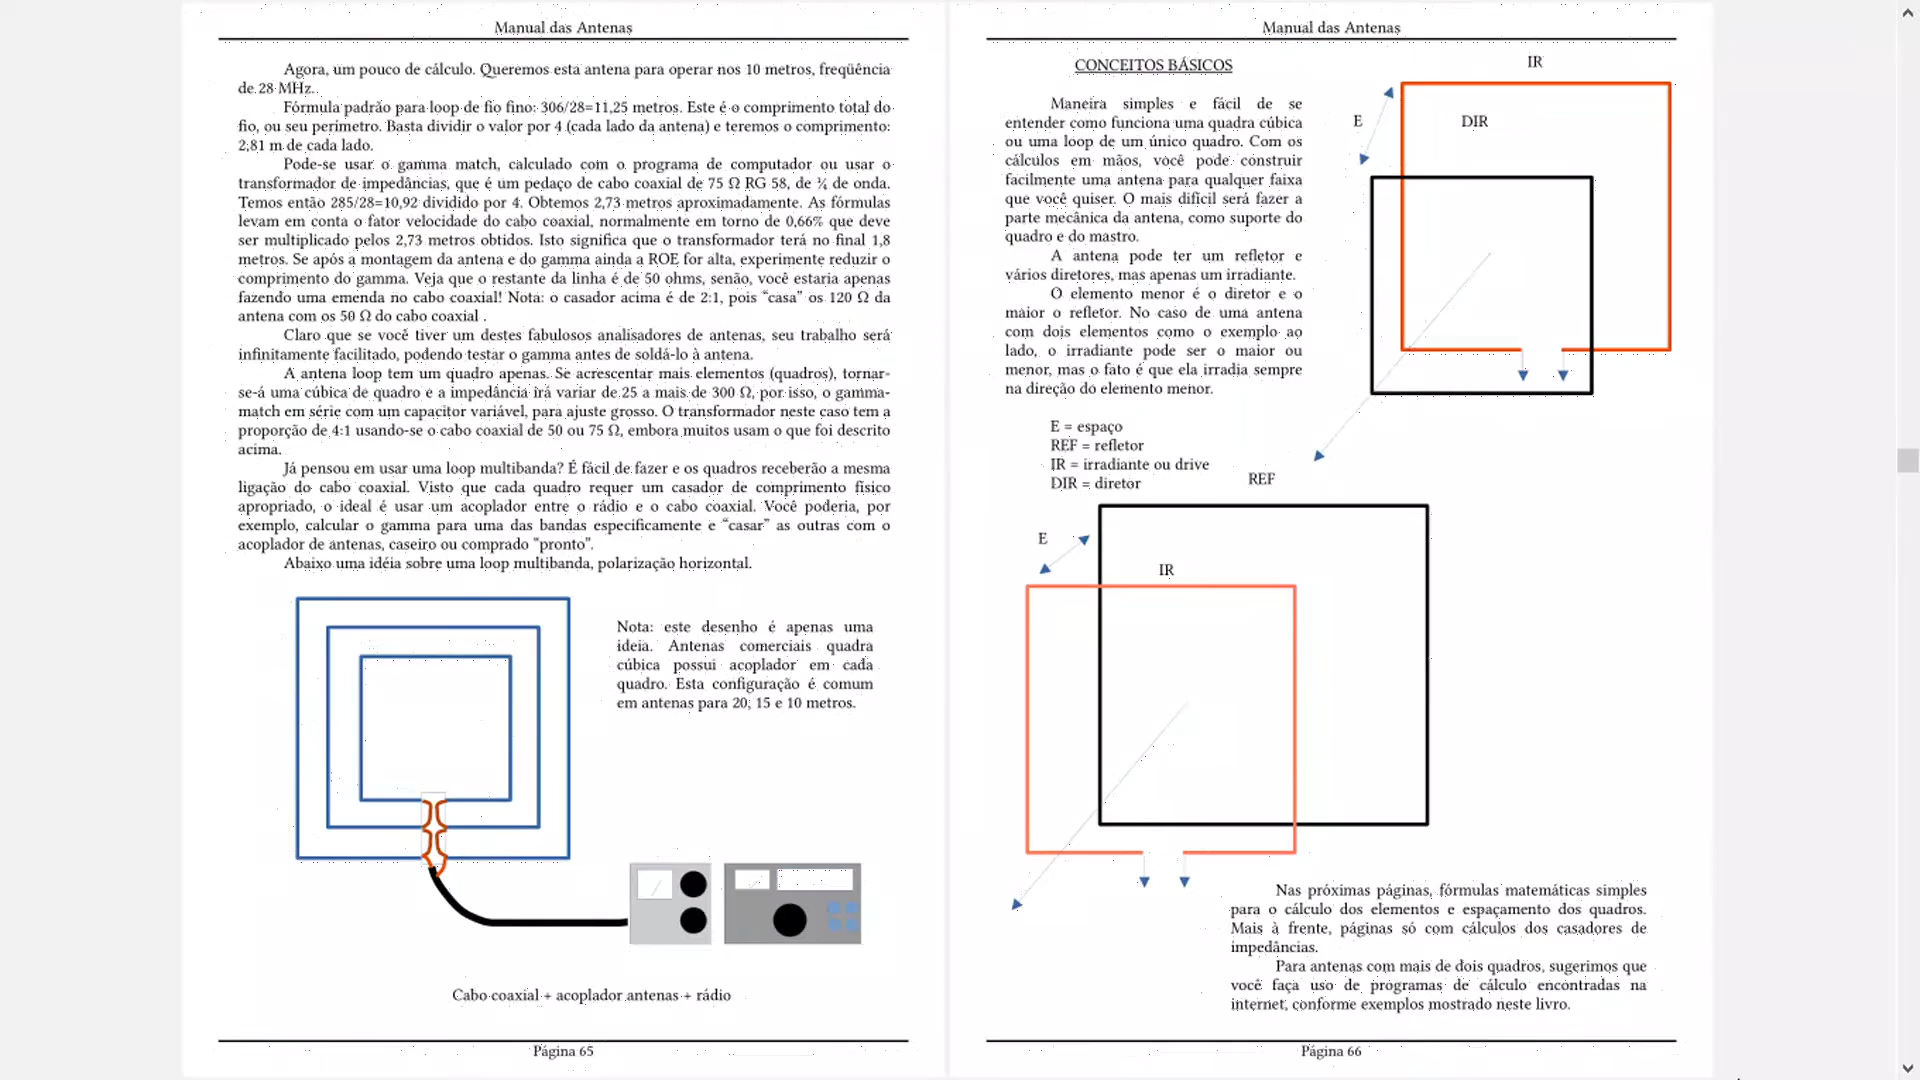 Manual das Antenas
Agora, um pouco de cálculo. Queremos esta antena para operar nos 10 metros, freqüência
de 28 MHz.
Fórmula padrão para loop de fio fino: 306/28=11,25 metros. Este é o comprimento total do
fio, ou seu perímetro. Basta dividir o valor por 4 (cada lado da antena) e teremos o comprimento:
2,81 m de cada lado.
Pode-se usar o gamma match, calculado com o programa de computador ou usar o
transformador de impedâncias, que é um pedaço de cabo coaxial de 75 Ω RG 58, de ¼ de onda.
Temos então 285/28=10,92 dividido por 4. Obtemos 2,73 metros aproximadamente. As fórmulas
levam em conta o fator velocidade do cabo coaxial, normalmente em torno de 0,66% que deve
ser multiplicado pelos 2,73 metros obtidos. Isto significa que o transformador terá no final 1,8
metros. Se após a montagem da antena e do gamma ainda a ROE for alta, experimente reduzir o
comprimento do gamma. Veja que o restante da linha é de 50 ohms, senão, você estaria apenas
fazendo uma emenda no cabo coaxial! Nota: o casador acima é de 2:1, pois “casa” os 120 Ω da
antena com os 50 Ω do cabo coaxial .
Claro que se você tiver um destes fabulosos analisadores de antenas, seu trabalho será
infinitamente facilitado, podendo testar o gamma antes de soldá-lo à antena.
A antena loop tem um quadro apenas. Se acrescentar mais elementos (quadros), tornar-
se-á uma cúbica de quadro e a impedância irá variar de 25 a mais de 300 Ω, por isso, o gamma-
match em série com um capacitor variável, para ajuste grosso. O transformador neste caso tem a
proporção de 4:1 usando-se o cabo coaxial de 50 ou 75 Ω, embora muitos usam o que foi descrito
acima.
Já pensou em usar uma loop multibanda? É fácil de fazer e os quadros receberão a mesma
ligação do cabo coaxial. Visto que cada quadro requer um casador de comprimento físico
apropriado, o ideal é usar um acoplador entre o rádio e o cabo coaxial. Você poderia, por
exemplo, calcular o gamma para uma das bandas especificamente e “casar” as outras com o
acoplador de antenas, caseiro ou comprado “pronto”.
Abaixo uma idéia sobre uma loop multibanda, polarização horizontal.
Nota: este desenho é apenas uma
ideia. Antenas comerciais quadra
cúbica possui acoplador em cada
quadro. Esta configuração é comum
em antenas para 20, 15 e 10 metros.
Cabo coaxial + acoplador antenas + rádio
Página 65
Manual das Antenas
CONCEITOS BÁSICOS
IR
E
DIR
Maneira simples e fácil de se
entender como funciona uma quadra cúbica
ou uma loop de um único quadro. Com os
cálculos em mãos, você pode construir
facilmente uma antena para qualquer faixa
que você quiser. O mais difícil será fazer a
parte mecânica da antena, como suporte do
quadro e do mastro.
A antena pode ter um refletor e
vários diretores, mas apenas um irradiante.
O elemento menor é o diretor e o
maior o refletor. No caso de uma antena
com dois elementos como o exemplo ao
lado, o irradiante pode ser o maior ou
menor, mas o fato é que ela irradia sempre
na direção do elemento menor.
E = espaço
REF = refletor
IR = irradiante ou drive
DIR = diretor
REF
E
IR
Nas próximas páginas, fórmulas matemáticas simples
para o cálculo dos elementos e espaçamento dos quadros.
Mais à frente, páginas só com cálculos dos casadores de
impedâncias.
Para antenas com mais de dois quadros, sugerimos que
você faça uso de programas de cálculo encontradas na
internet, conforme exemplos mostrado neste livro.
Página 66